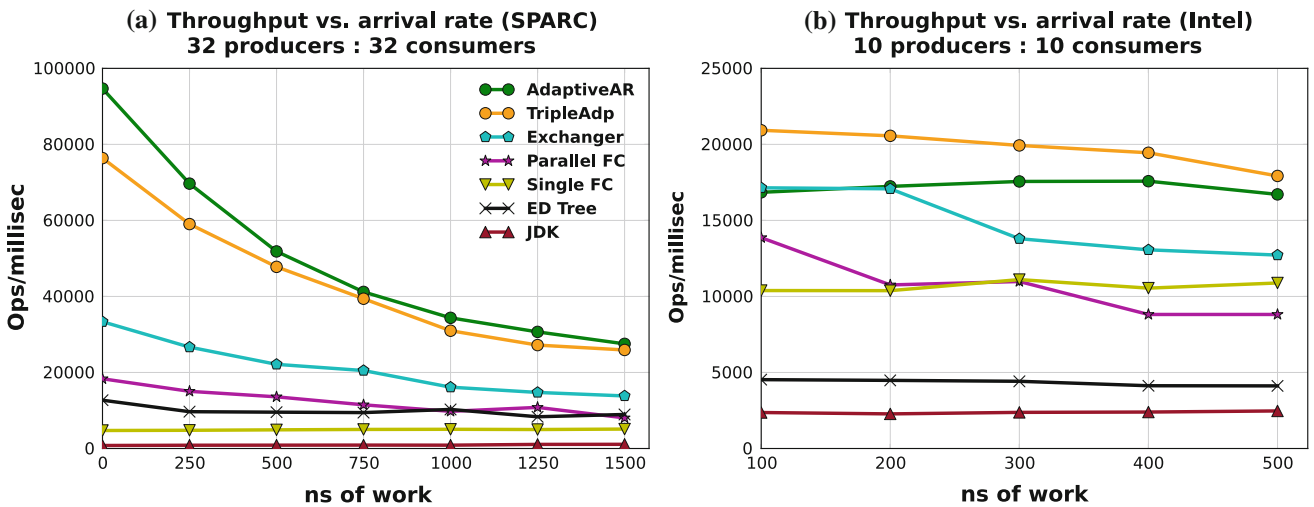 (a) Throughput vs. arrival rate (SPARC)
32 producers : 32 consumers
100000
80000
60000
40000
20000
0
Ops/millisec
AdaptiveAR
TripleAdp
Exchanger
Parallel FC
Single FC
ED Tree
JDK
0 250 500 750 1000 1250 1500
ns of work
(b) Throughput vs. arrival rate (Intel)
10 producers : 10 consumers
25000
20000
15000
10000
5000
0
Ops/millisec
100 200 300 400 500
ns of work